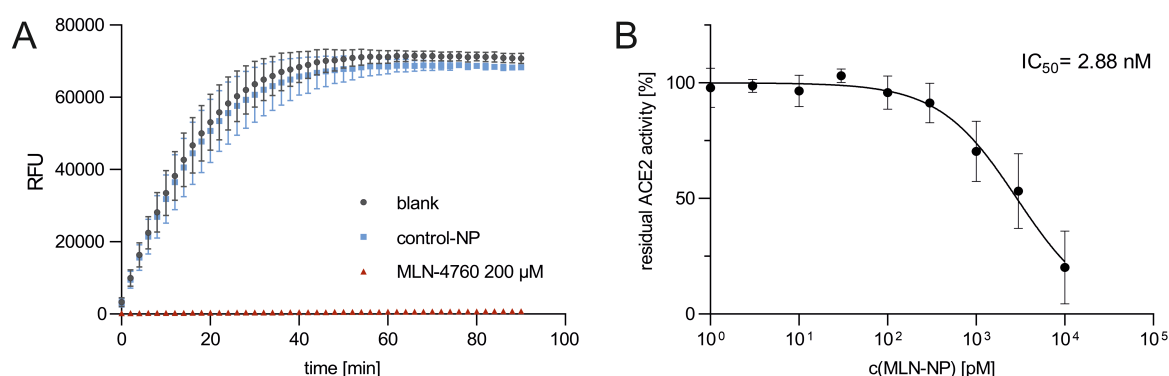 A
80000
60000
40000
20000
0
RFU
blank
control-NP
MLN-4760 200 µM
0 20 40 60 80 100
time [min]
B
IC50= 2.88 nM
100
50
0
residual ACE2 activity [%]
10⁰ 10¹ 10² 10³ 10⁴ 10⁵
c(MLN-NP) [pM]